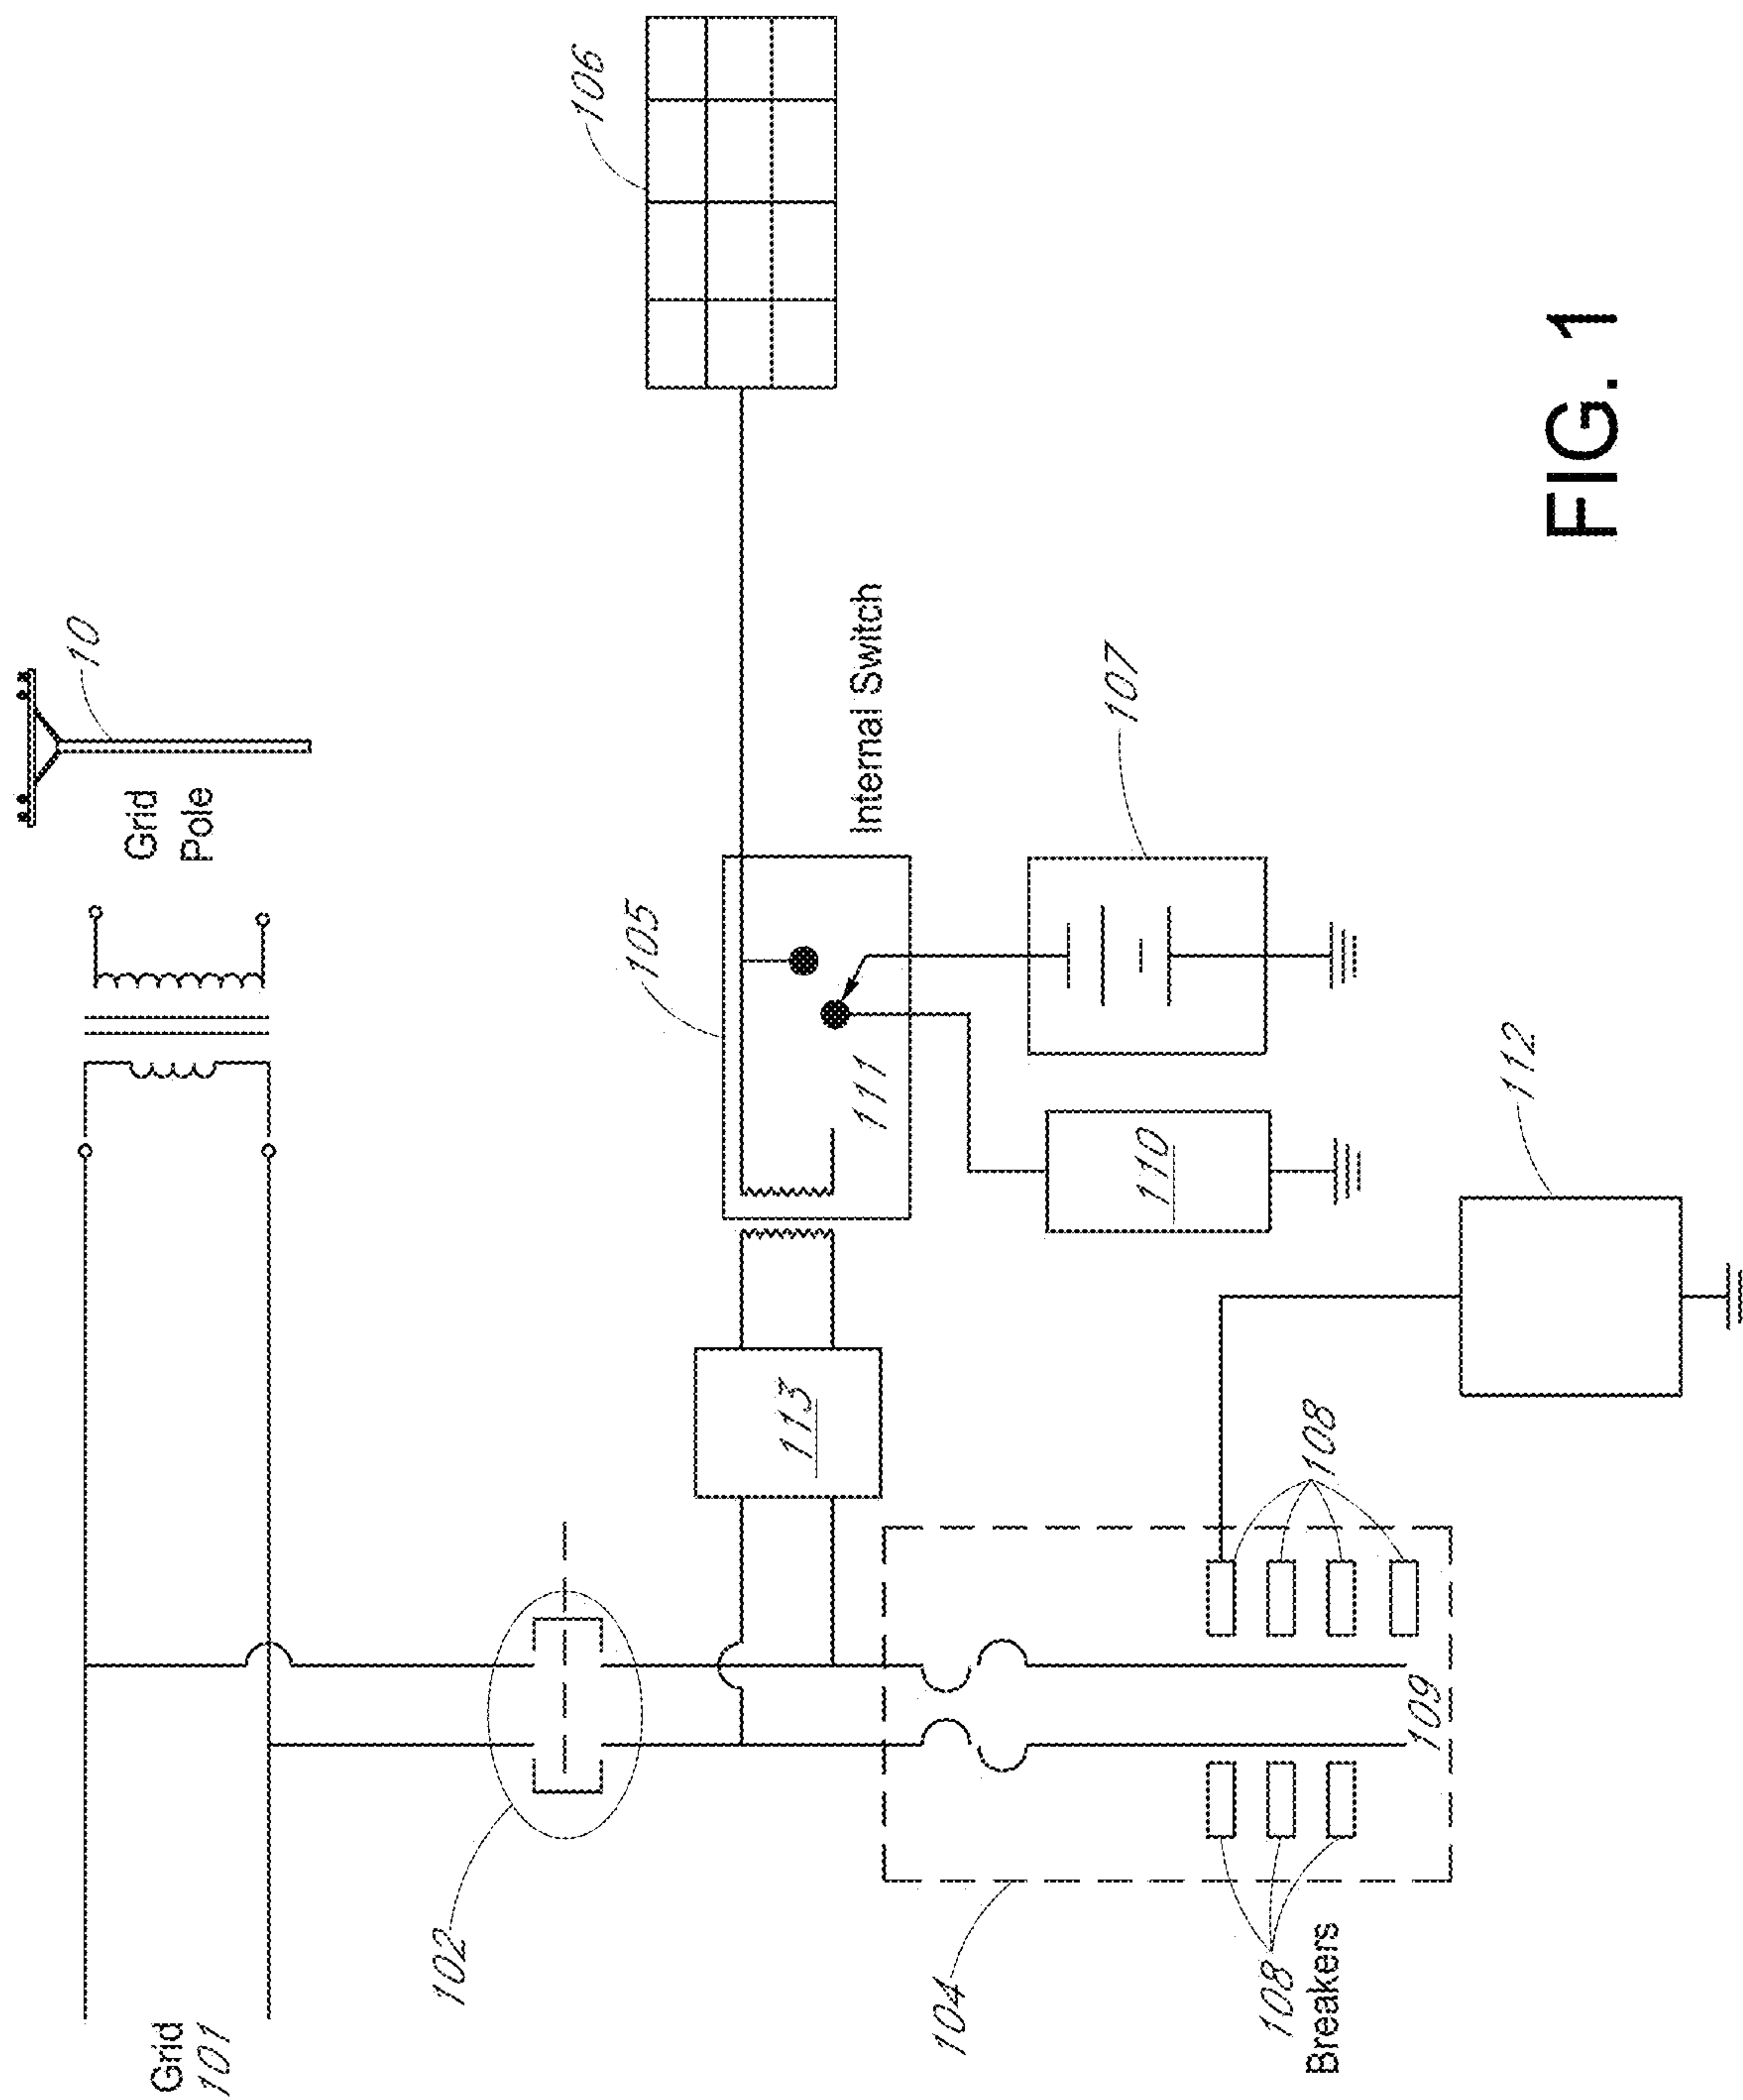 Grid
101
Grid
Pole
10
102
105
106
113
111
Internal Switch
104
110
107
108
Breakers
109
108
112
FIG. 1